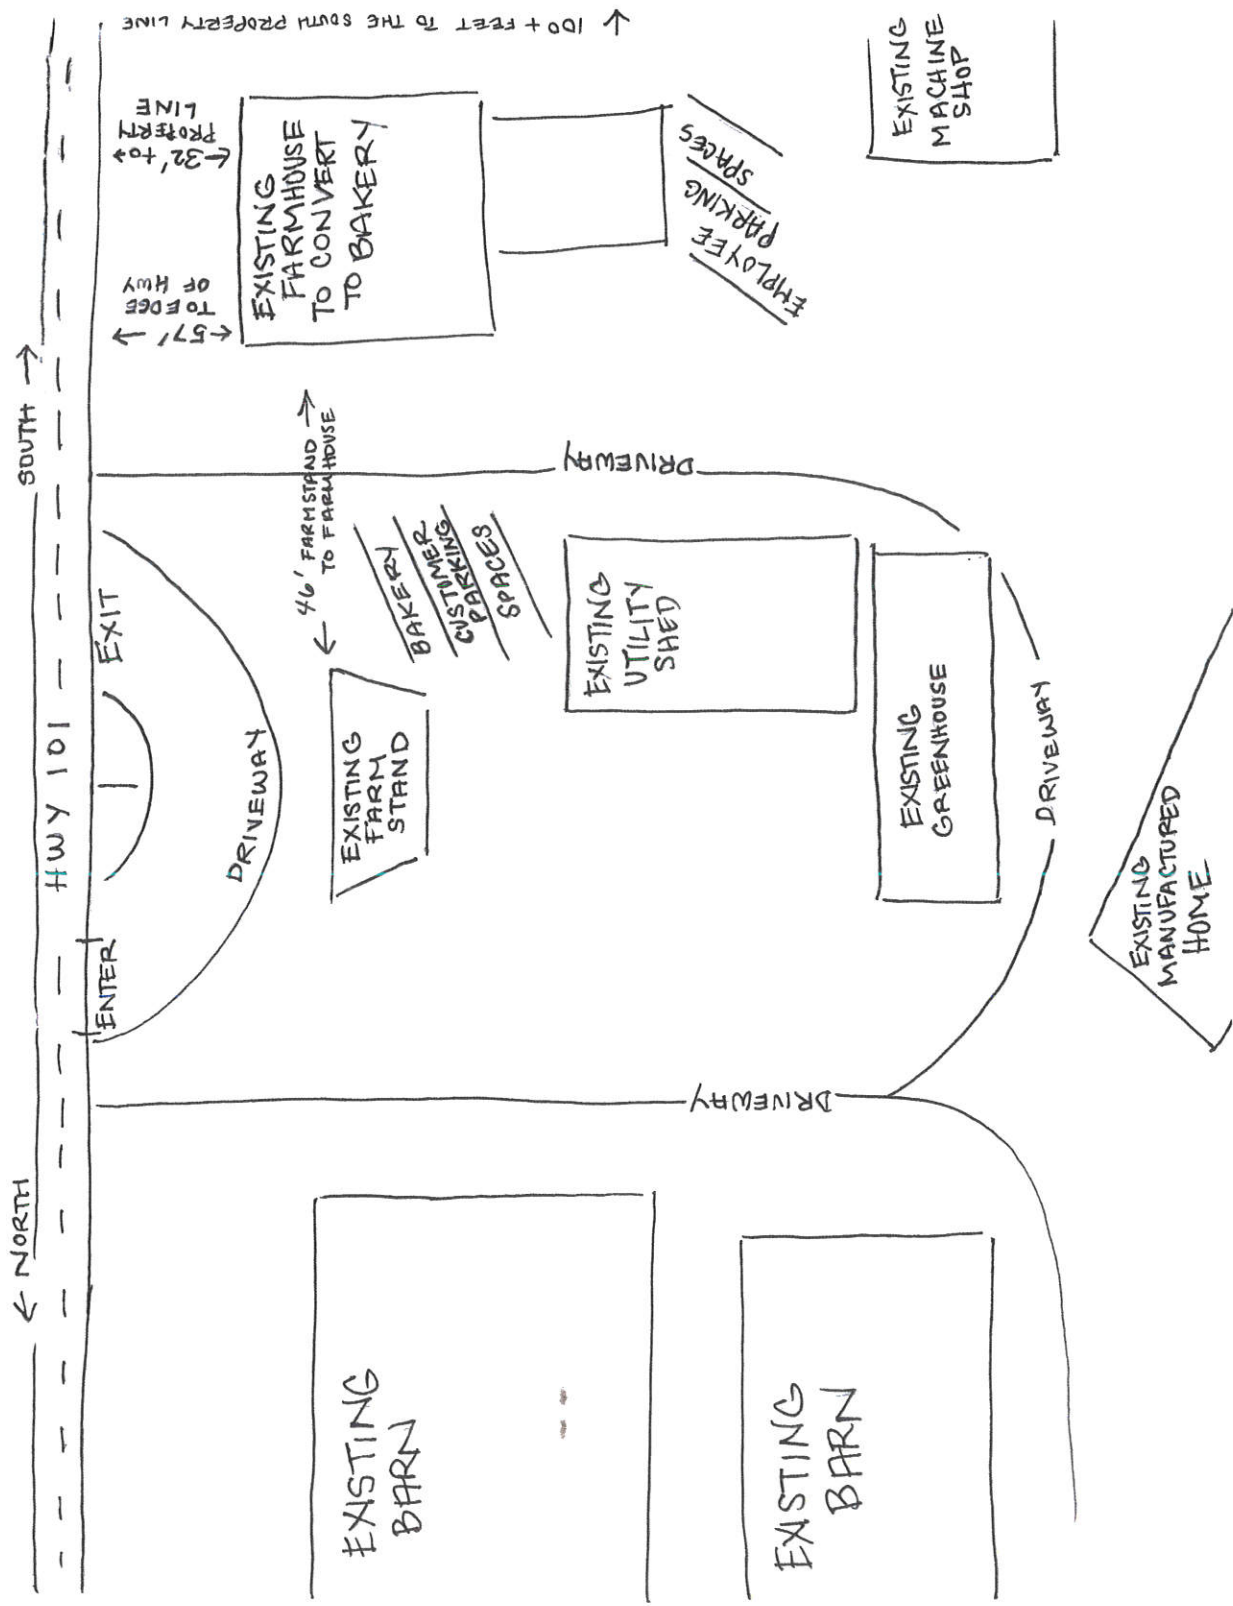 ← NORTH
SOUTH →
HWY 101
ENTER
EXIT
DRIVEWAY
← 57' →
TO EDGE
OF HWY
← 32' to →
PROPERTY
LINE
100+ FEET TO THE SOUTH PROPERTY LINE →
EXISTING
FARMHOUSE
TO CONVERT
TO BAKERY
← 46' FARMSTAND →
TO FARMHOUSE
EXISTING
FARM
STAND
BAKERY
CUSTOMER
PARKING
SPACES
DRIVEWAY
EMPLOYEE
PARKING
SPACES
EXISTING
MACHINE
SHOP
EXISTING
UTILITY
SHED
EXISTING
GREENHOUSE
DRIVEWAY
DRIVEWAY
EXISTING
BARN
EXISTING
BARN
EXISTING
MANUFACTURED
HOME